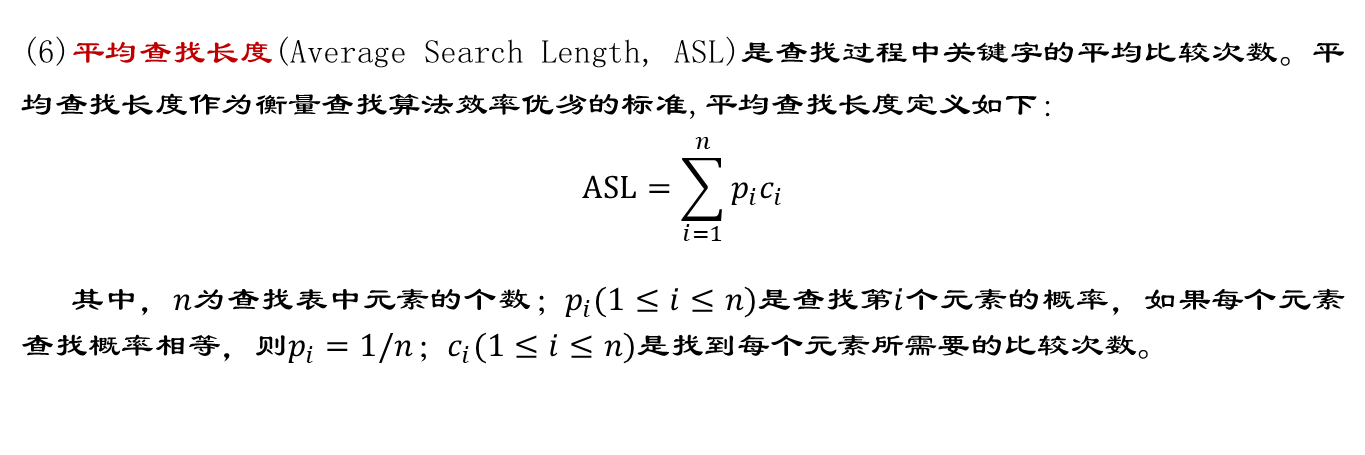 (6)平均查找长度(Average Search Length, ASL)是查找过程中关键字的平均比较次数。平
均查找长度作为衡量查找算法效率优劣的标准,平均查找长度定义如下:
ASL = ∑_{i=1}^{n} p_i c_i
其中，n为查找表中元素的个数；p_i(1 ≤ i ≤ n)是查找第i个元素的概率，如果每个元素
查找概率相等，则p_i = 1/n；c_i(1 ≤ i ≤ n)是找到每个元素所需要的比较次数。